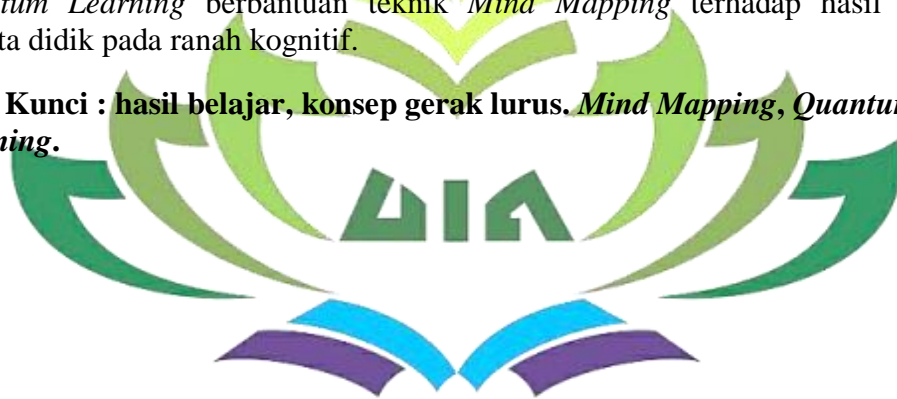 tum Learning berbantuan teknik Mind Mapping terhadap hasil
ta didik pada ranah kognitif.
Kunci : hasil belajar, konsep gerak lurus. Mind Mapping, Quantu
ning.
UIN